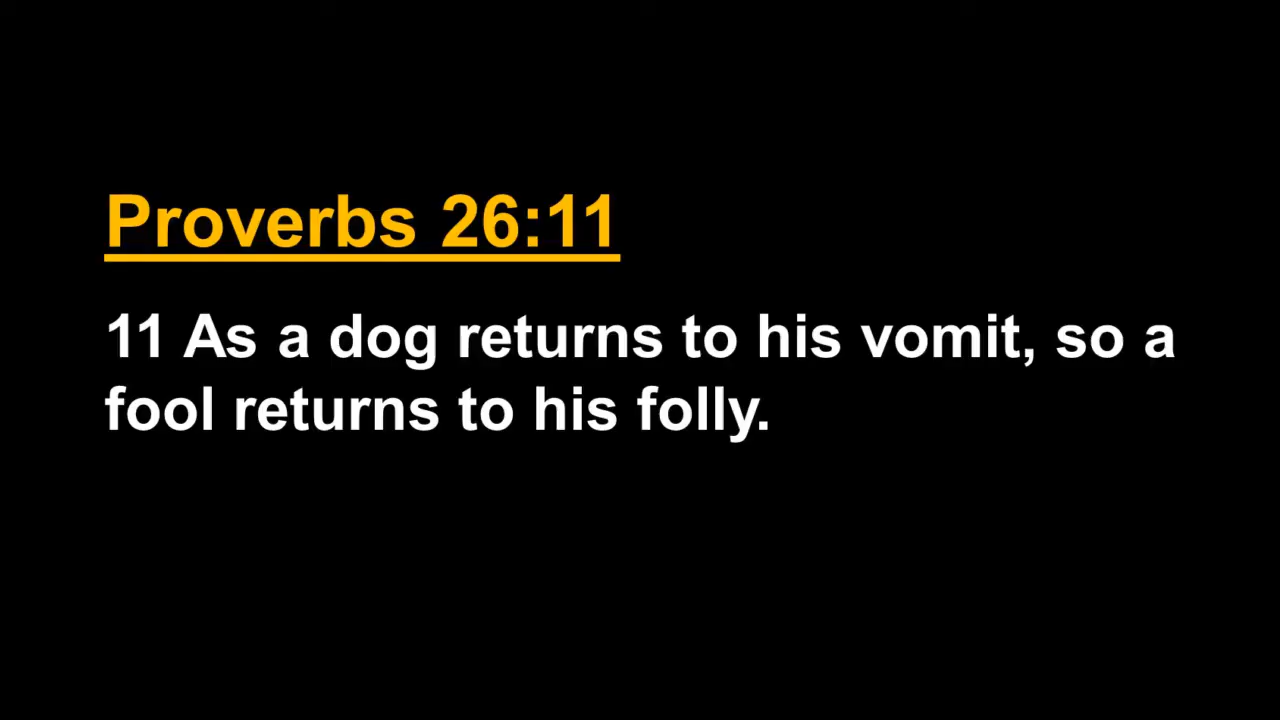 Proverbs 26:11
11 As a dog returns to his vomit, so a
fool returns to his folly.